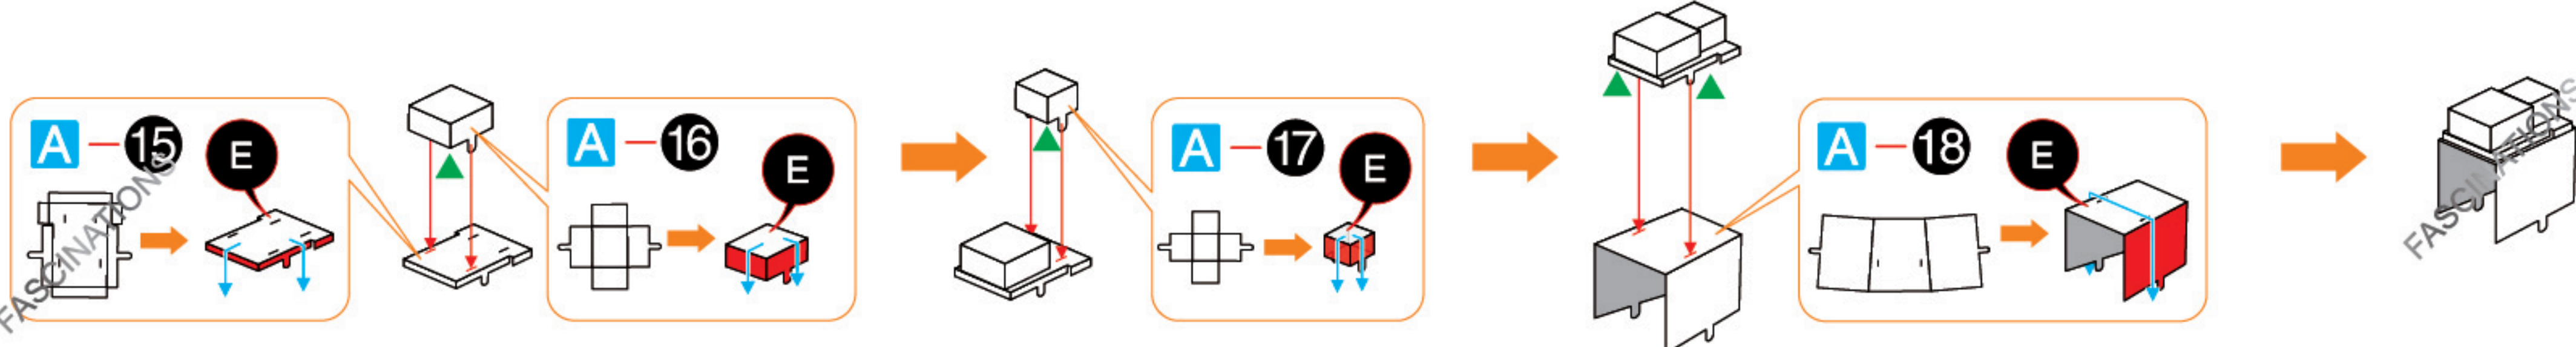 A-15
E
A-16
E
A-17
E
A-18
E
FASCINATIONS
FASCINATIONS